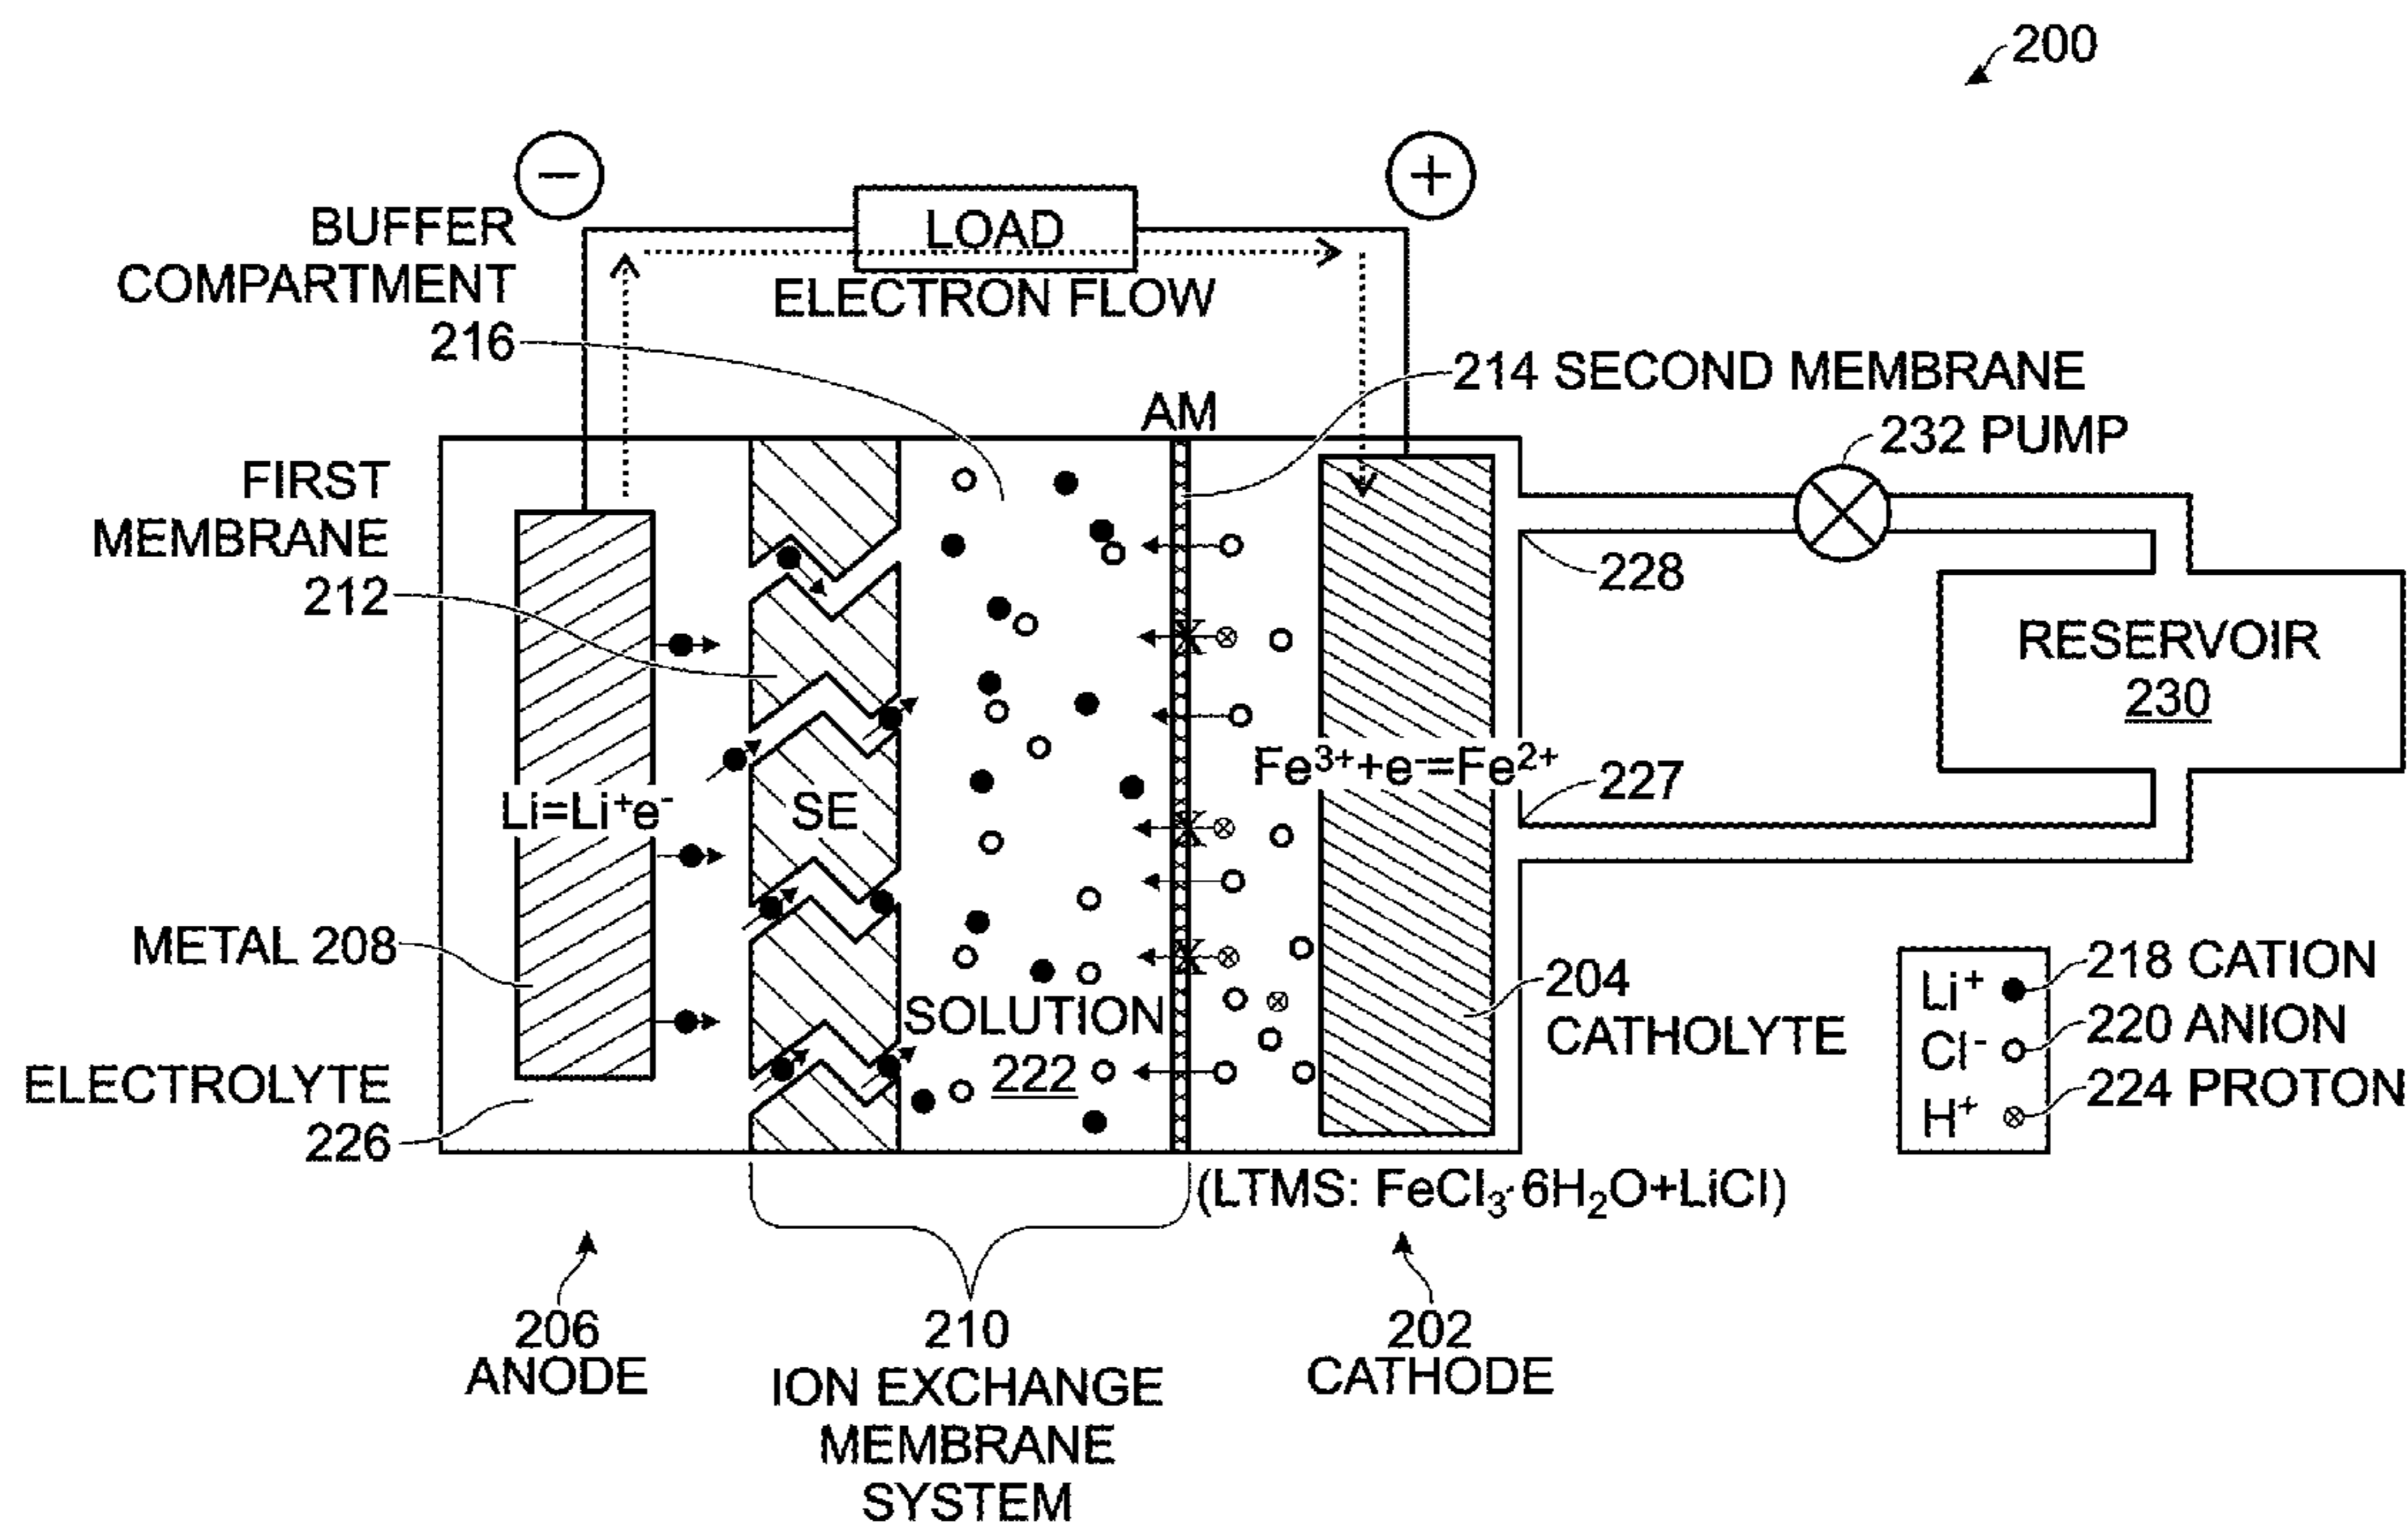 200
−
+
BUFFER
COMPARTMENT
216
LOAD
ELECTRON FLOW
214 SECOND MEMBRANE
AM
232 PUMP
FIRST
MEMBRANE
212
228
RESERVOIR
230
Fe³⁺+e⁻=Fe²⁺
227
Li=Li⁺e⁻
SE
METAL 208
204
CATHOLYTE
SOLUTION
222
ELECTROLYTE
226
Li⁺
218 CATION
Cl⁻
220 ANION
H⁺
224 PROTON
(LTMS: FeCl₃·6H₂O+LiCl)
206
ANODE
210
ION EXCHANGE
MEMBRANE
SYSTEM
202
CATHODE